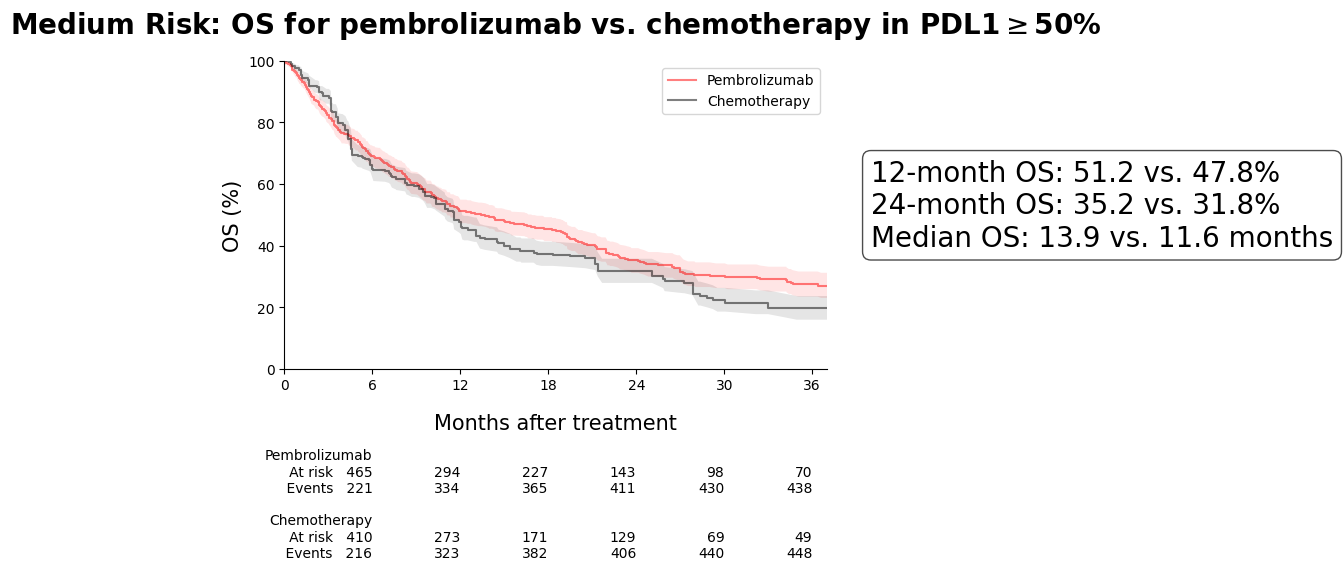 Medium Risk: OS for pembrolizumab vs. chemotherapy in PDL1 ≥ 50%
100
80
60
40
20
0
OS (%)
Pembrolizumab
Chemotherapy
0 6 12 18 24 30 36
Months after treatment
12-month OS: 51.2 vs. 47.8%
24-month OS: 35.2 vs. 31.8%
Median OS: 13.9 vs. 11.6 months
Pembrolizumab
At risk 465 294 227 143 98 70
Events 221 334 365 411 430 438
Chemotherapy
At risk 410 273 171 129 69 49
Events 216 323 382 406 440 448